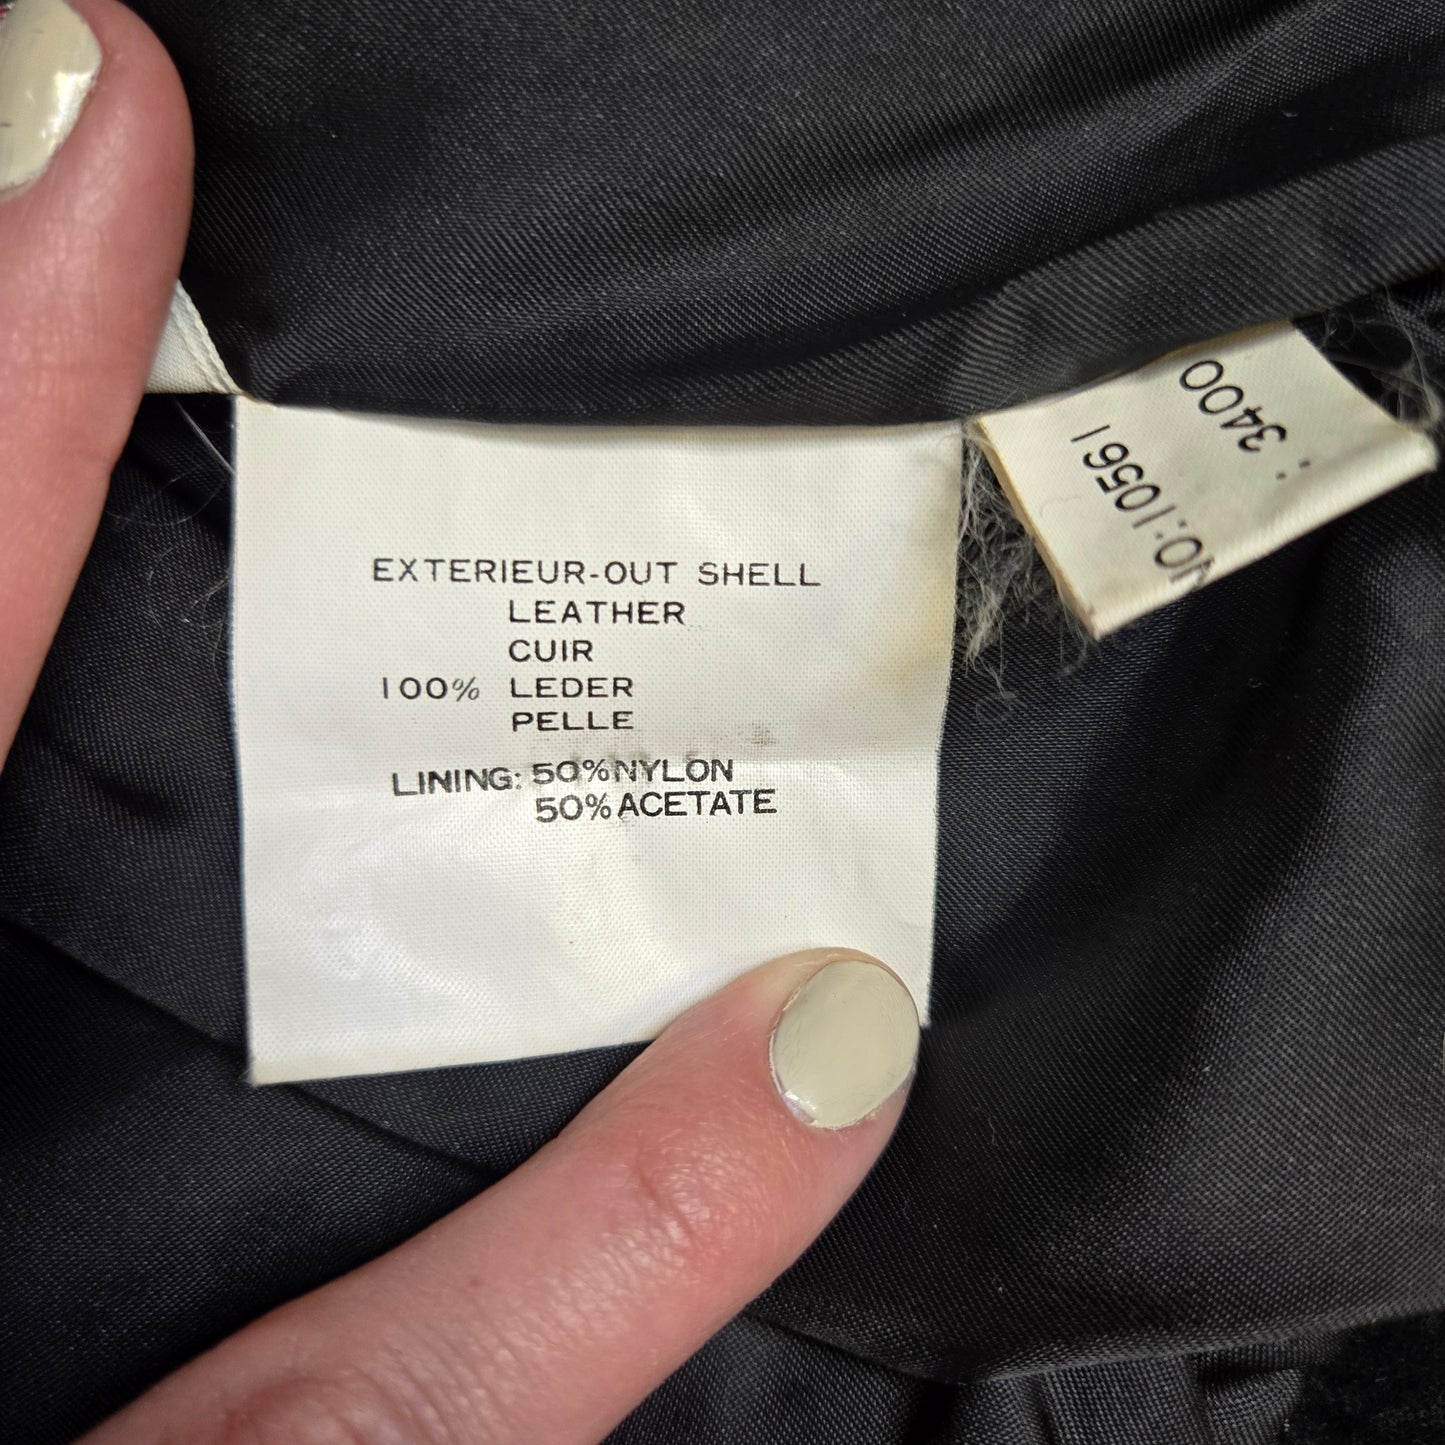 EXTERIEUR-OUT SHELL
LEATHER
CUIR
100% LEDER
PELLE
LINING: 50%NYLON
50%ACETATE
NO:10561
: 3400